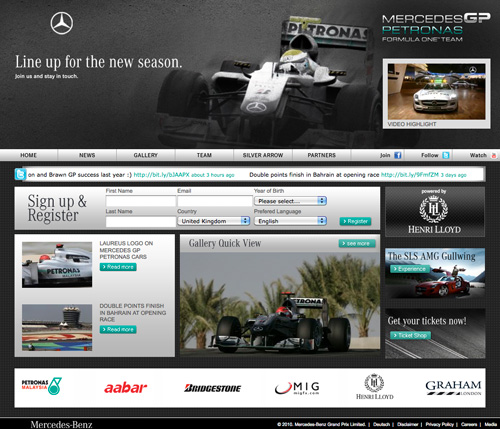 MERCEDES GP
PETRONAS
FORMULA ONE™ TEAM
Line up for the new season.
Join us and stay in touch.
PETRONAS
VIDEO HIGHLIGHT
HOME NEWS GALLERY TEAM SILVER ARROW PARTNERS Join Follow Watch
on and Brawn GP success last year :) http://bit.ly/bJAAPX about 3 hours ago Double points finish in Bahrain at opening race http://bit.ly/9FmfZM 3 days ago
Sign up &
Register
First Name Email Year of Birth
Please select...
Last Name Country Prefered Language
United Kingdom English Register
powered by
HENRI LLOYD
LAUREUS LOGO ON
MERCEDES GP
PETRONAS CARS
Read more
PETRONAS
DOUBLE POINTS FINISH
IN BAHRAIN AT OPENING
RACE
Read more
Gallery Quick View see more
PETRONAS
The SLS AMG Gullwing
Experience
Get your tickets now!
Ticket Shop
PETRONAS
MALAYSIA
aabar
BRIDGESTONE
MIG
migfx.com
HENRI LLOYD
GRAHAM
LONDON
Mercedes-Benz
© 2010. Mercedes-Benz Grand Prix Limited. | Deutsch | Disclaimer | Privacy Policy | Careers | Media